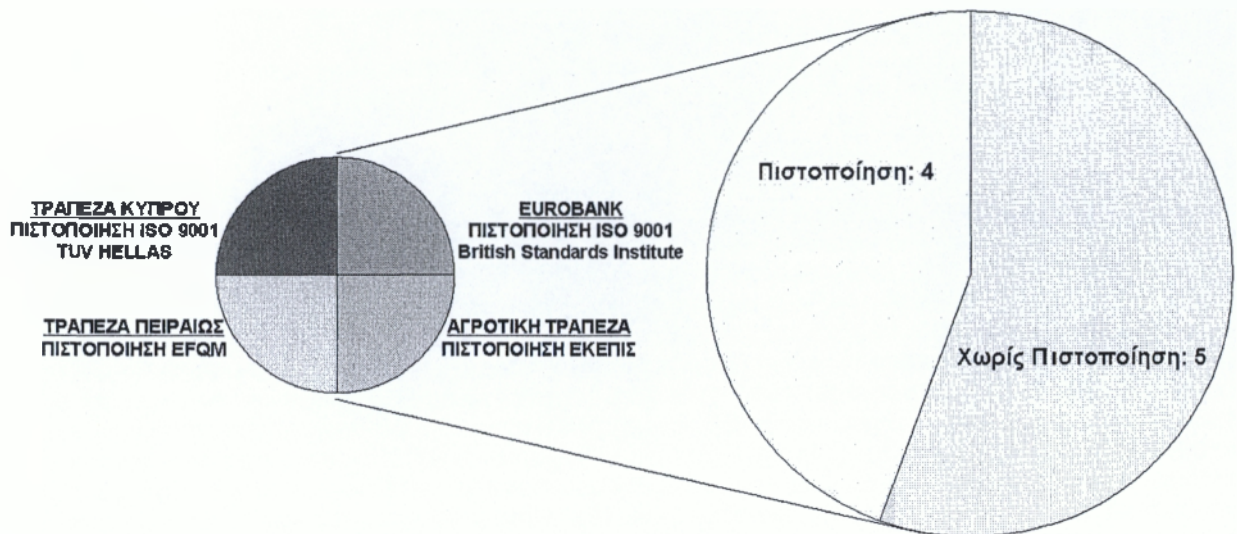 ΤΡΑΠΕΖΑ ΚΥΠΡΟΥ
ΠΙΣΤΟΠΟΙΗΣΗ ISO 9001
TUV HELLAS
EUROBANK
ΠΙΣΤΟΠΟΙΗΣΗ ISO 9001
British Standards Institute
ΤΡΑΠΕΖΑ ΠΕΙΡΑΙΩΣ
ΠΙΣΤΟΠΟΙΗΣΗ EFQM
ΑΓΡΟΤΙΚΗ ΤΡΑΠΕΖΑ
ΠΙΣΤΟΠΟΙΗΣΗ ΕΚΕΠΙΣ
Πιστοποίηση: 4
Χωρίς Πιστοποίηση: 5